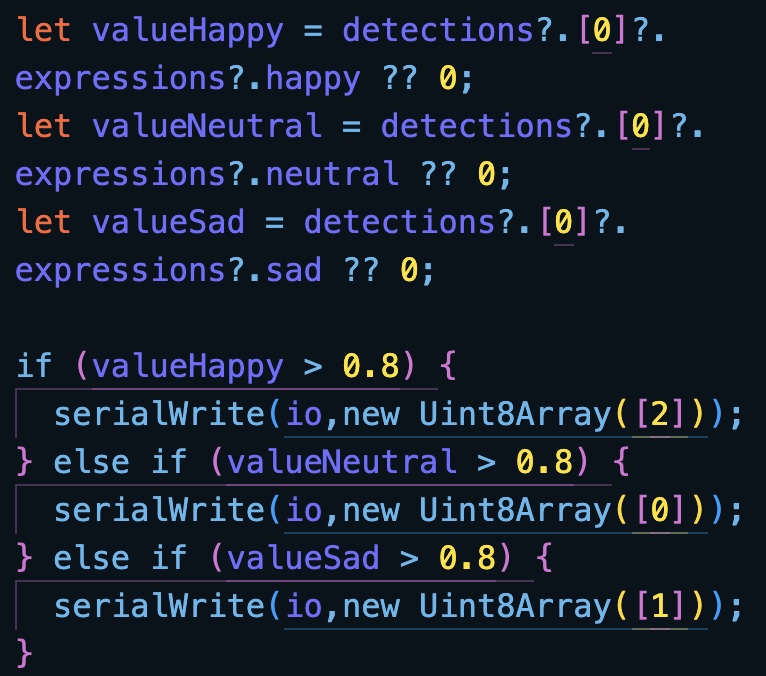 let valueHappy = detections?.[0]?.
expressions?.happy ?? 0;
let valueNeutral = detections?.[0]?.
expressions?.neutral ?? 0;
let valueSad = detections?.[0]?.
expressions?.sad ?? 0;

if (valueHappy > 0.8) {
  serialWrite(io,new Uint8Array([2]));
} else if (valueNeutral > 0.8) {
  serialWrite(io,new Uint8Array([0]));
} else if (valueSad > 0.8) {
  serialWrite(io,new Uint8Array([1]));
}